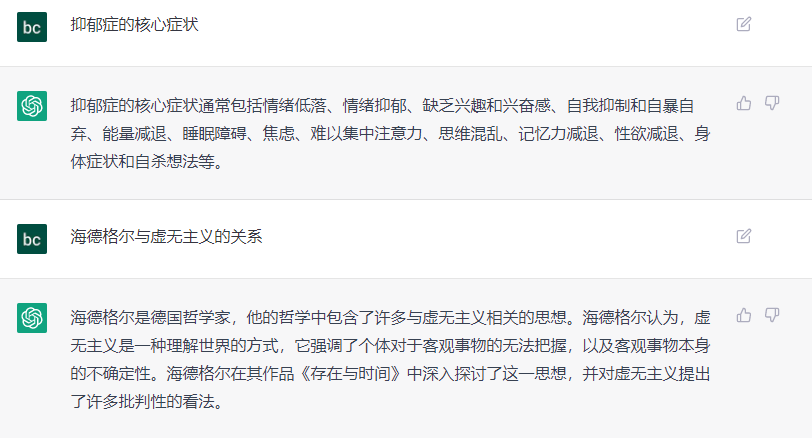 bc
抑郁症的核心症状
抑郁症的核心症状通常包括情绪低落、情绪抑郁、缺乏兴趣和兴奋感、自我抑制和自暴自
弃、能量减退、睡眠障碍、焦虑、难以集中注意力、思维混乱、记忆力减退、性欲减退、身
体症状和自杀想法等。
bc
海德格尔与虚无主义的关系
海德格尔是德国哲学家，他的哲学中包含了许多与虚无主义相关的思想。海德格尔认为，虚
无主义是一种理解世界的方式，它强调了个体对于客观事物的无法把握，以及客观事物本身
的不确定性。海德格尔在其作品《存在与时间》中深入探讨了这一思想，并对虚无主义提出
了许多批判性的看法。